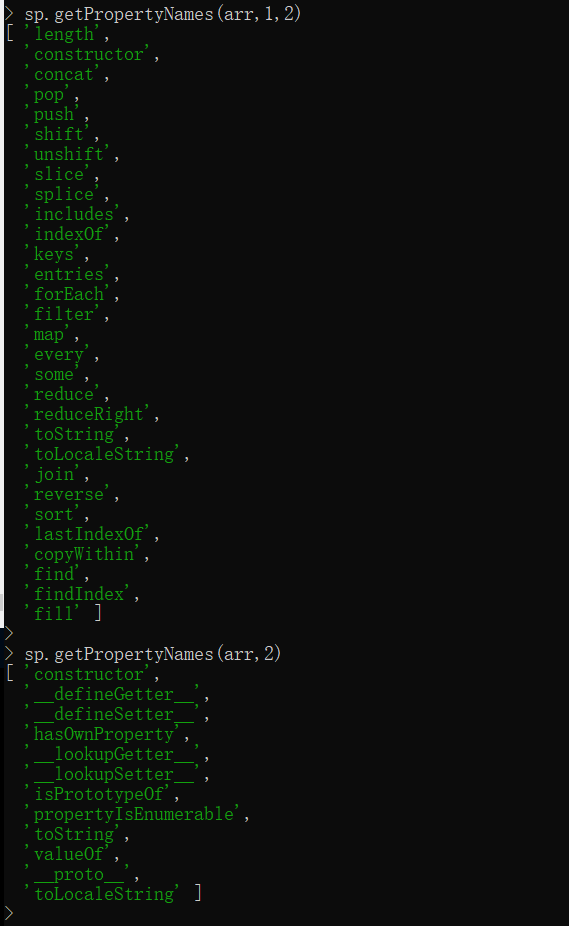 > sp.getPropertyNames(arr,1,2)
[ 'length',
'constructor',
'concat',
'pop',
'push',
'shift',
'unshift',
'slice',
'splice',
'includes',
'indexOf',
'keys',
'entries',
'forEach',
'filter',
'map',
'every',
'some',
'reduce',
'reduceRight',
'toString',
'toLocaleString',
'join',
'reverse',
'sort',
'lastIndexOf',
'copyWithin',
'find',
'findIndex',
'fill' ]
>
> sp.getPropertyNames(arr,2)
[ 'constructor',
'__defineGetter__',
'__defineSetter__',
'hasOwnProperty',
'__lookupGetter__',
'__lookupSetter__',
'isPrototypeOf',
'propertyIsEnumerable',
'toString',
'valueOf',
'__proto__',
'toLocaleString' ]
>